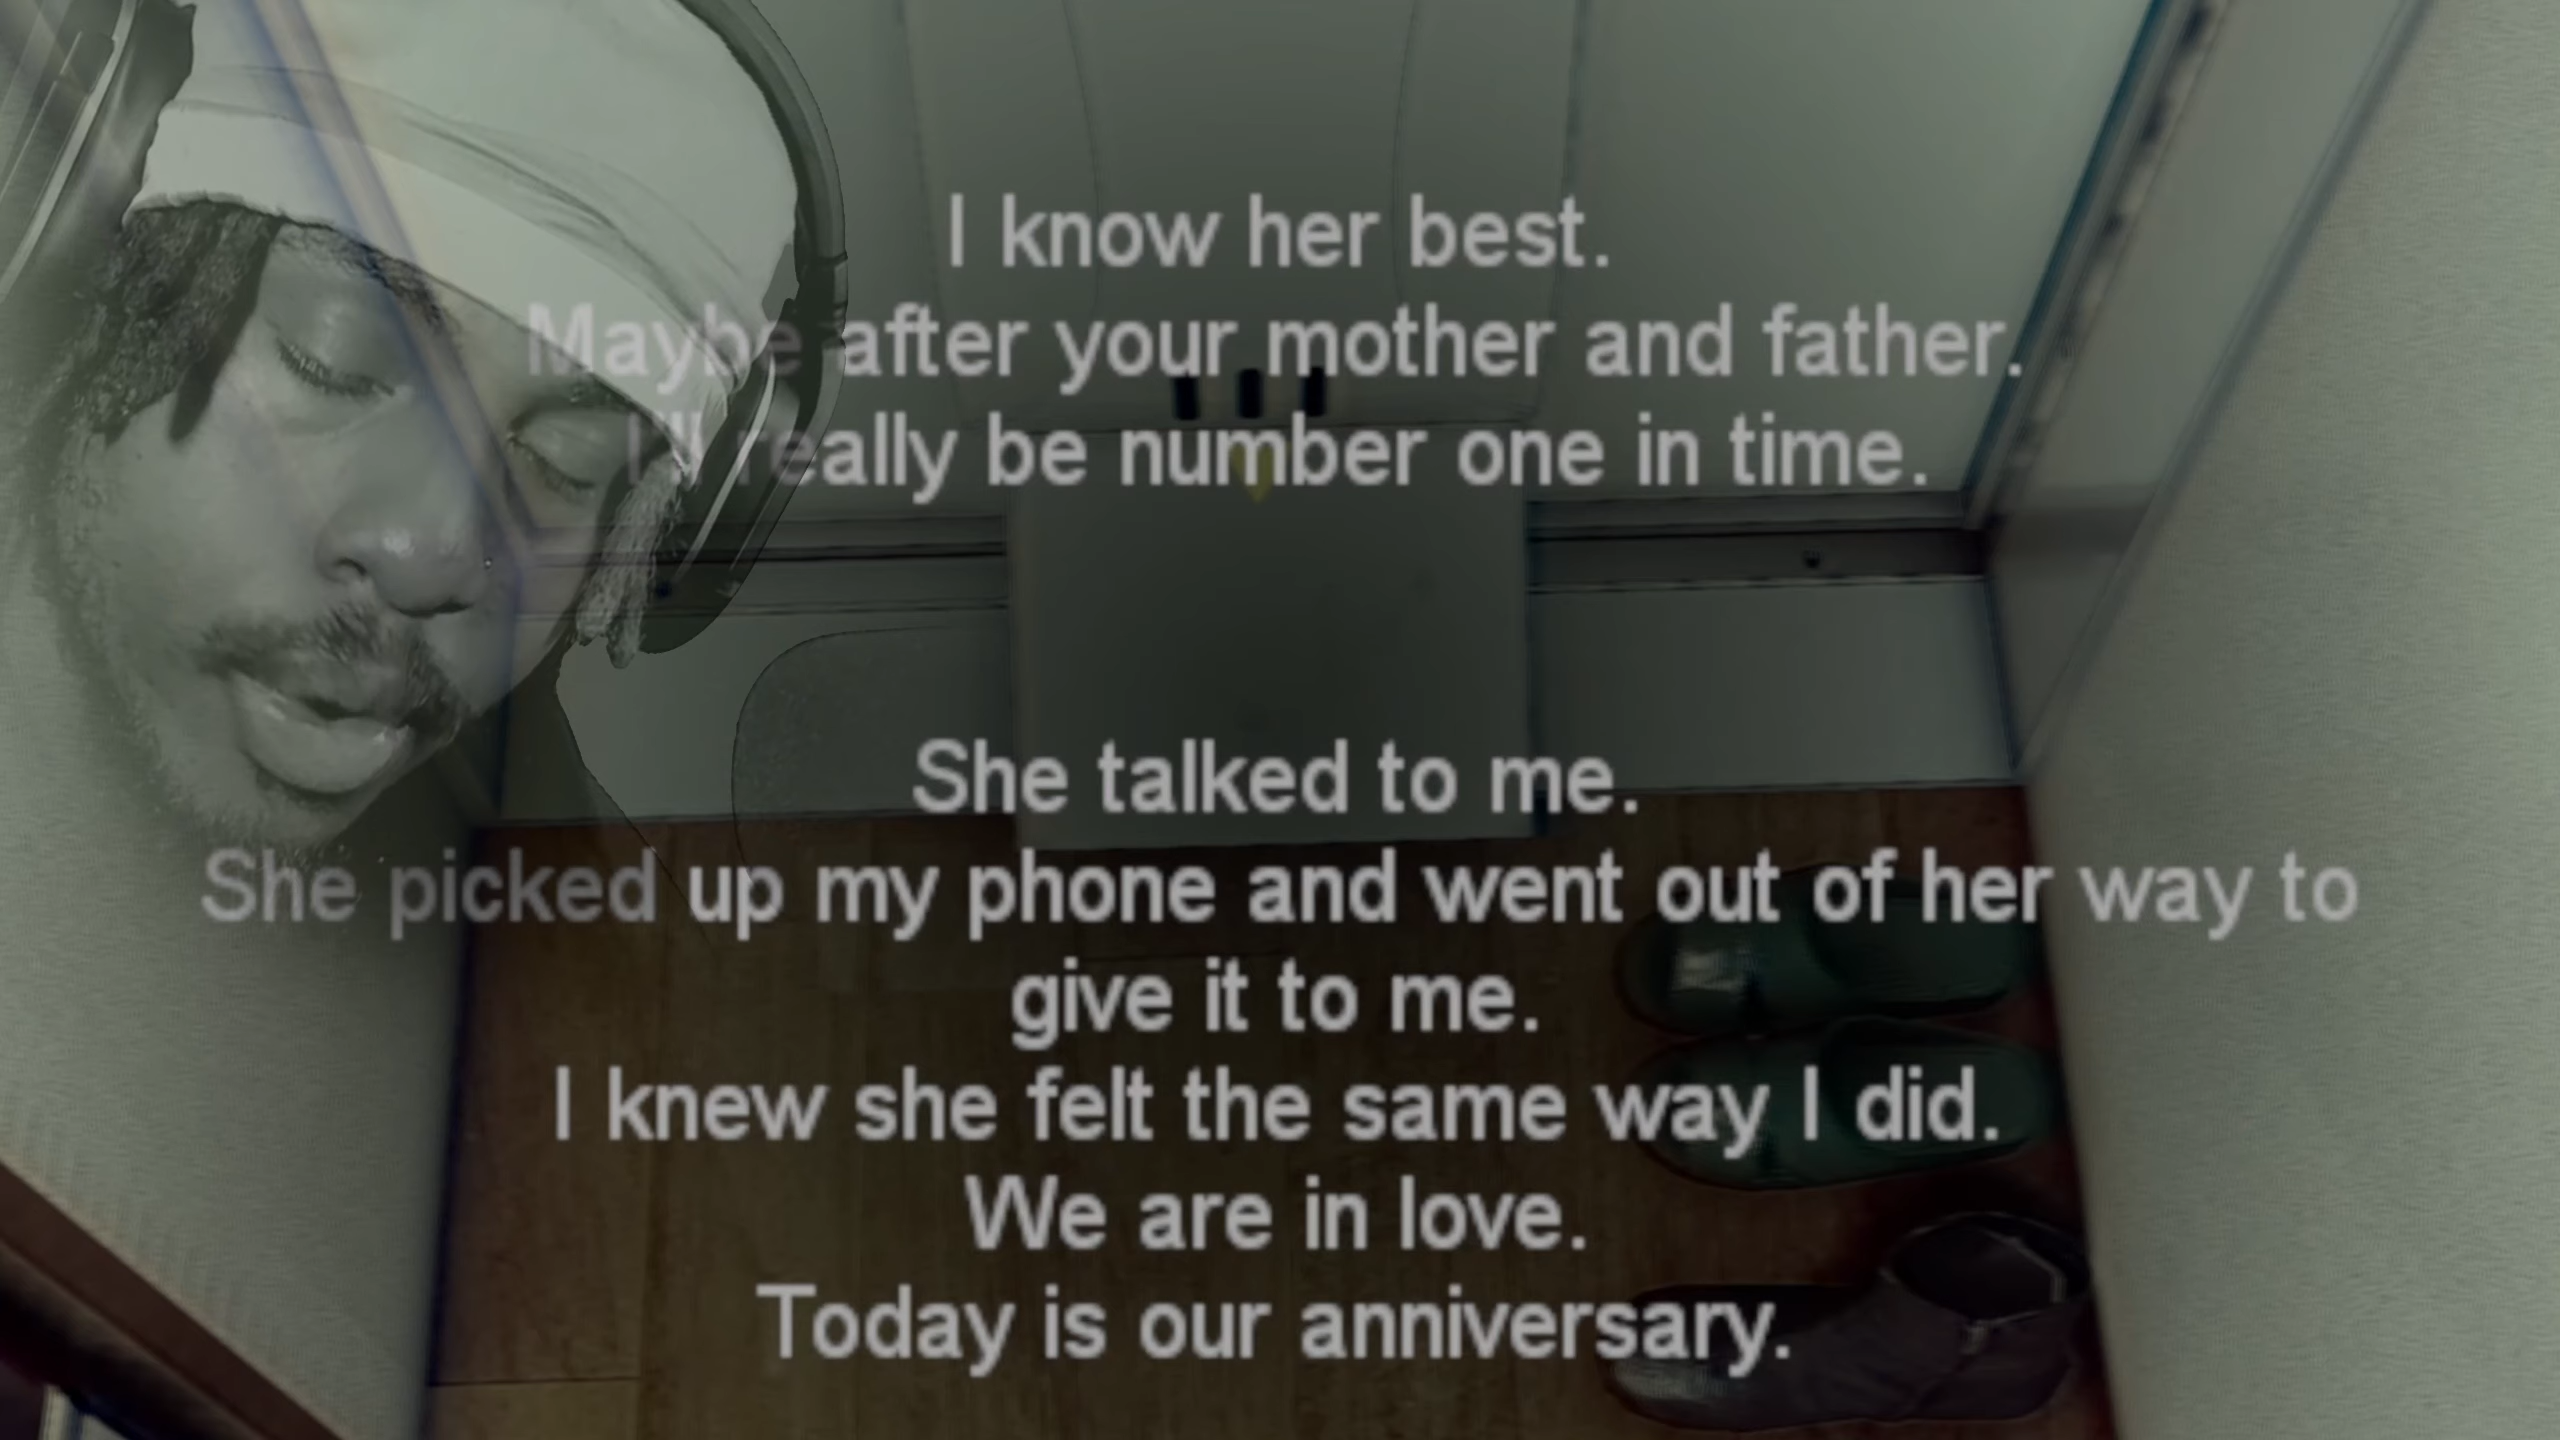 I know her best.
Maybe after your mother and father.
I'll really be number one in time.
She talked to me.
She picked up my phone and went out of her way to
give it to me.
I knew she felt the same way I did.
We are in love.
Today is our anniversary.